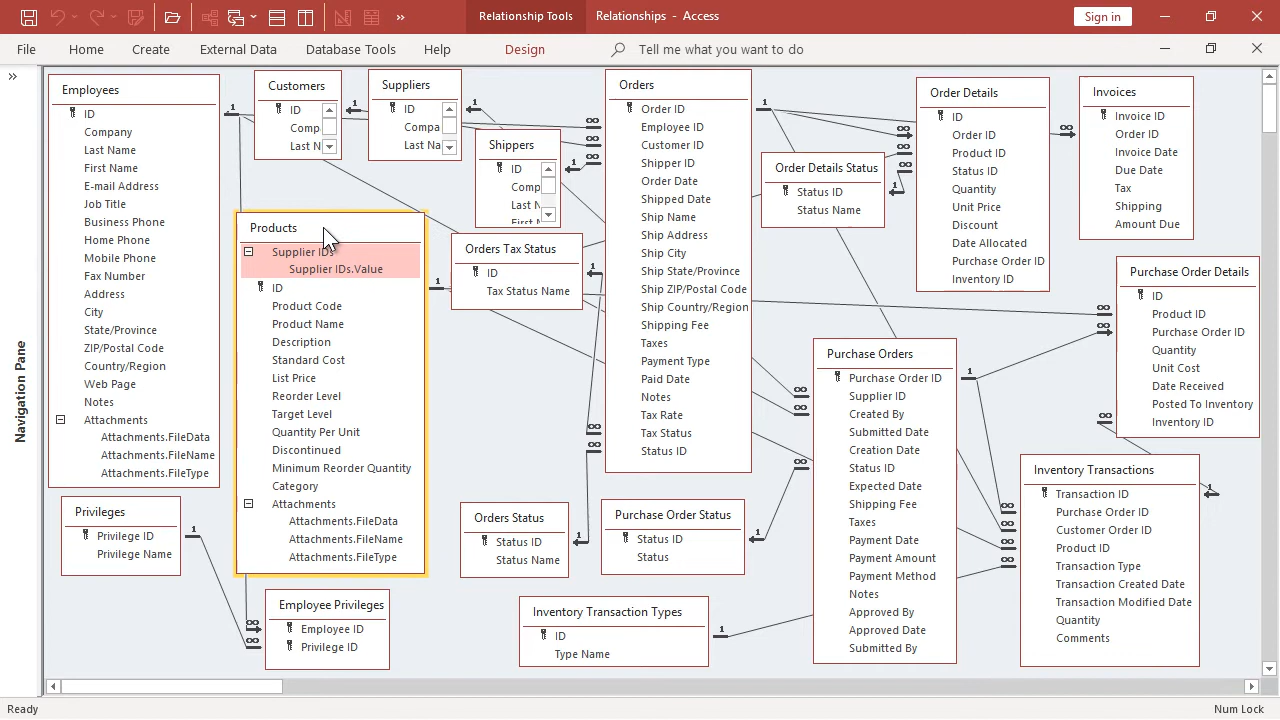 Relationship Tools
Relationships - Access
Sign in
File
Home
Create
External Data
Database Tools
Help
Design
Tell me what you want to do
Navigation Pane
Employees
ID
Company
Last Name
First Name
E-mail Address
Job Title
Business Phone
Home Phone
Mobile Phone
Fax Number
Address
City
State/Province
ZIP/Postal Code
Country/Region
Web Page
Notes
Attachments
Attachments.FileData
Attachments.FileName
Attachments.FileType
Privileges
Privilege ID
Privilege Name
Customers
ID
Comp
Last N
Suppliers
ID
Compa
Last Na
Shippers
ID
Comp
Last N
First N
Products
Supplier IDs
Supplier IDs.Value
ID
Product Code
Product Name
Description
Standard Cost
List Price
Reorder Level
Target Level
Quantity Per Unit
Discontinued
Minimum Reorder Quantity
Category
Attachments
Attachments.FileData
Attachments.FileName
Attachments.FileType
Employee Privileges
Employee ID
Privilege ID
Orders Tax Status
ID
Tax Status Name
Orders Status
Status ID
Status Name
Orders
Order ID
Employee ID
Customer ID
Shipper ID
Order Date
Shipped Date
Ship Name
Ship Address
Ship City
Ship State/Province
Ship ZIP/Postal Code
Ship Country/Region
Shipping Fee
Taxes
Payment Type
Paid Date
Notes
Tax Rate
Tax Status
Status ID
Purchase Order Status
Status ID
Status
Inventory Transaction Types
ID
Type Name
Order Details Status
Status ID
Status Name
Purchase Orders
Purchase Order ID
Supplier ID
Created By
Submitted Date
Creation Date
Status ID
Expected Date
Shipping Fee
Taxes
Payment Date
Payment Amount
Payment Method
Notes
Approved By
Approved Date
Submitted By
Order Details
ID
Order ID
Product ID
Status ID
Quantity
Unit Price
Discount
Date Allocated
Purchase Order ID
Inventory ID
Invoices
Invoice ID
Order ID
Invoice Date
Due Date
Tax
Shipping
Amount Due
Purchase Order Details
ID
Product ID
Purchase Order ID
Quantity
Unit Cost
Date Received
Posted To Inventory
Inventory ID
Inventory Transactions
Transaction ID
Purchase Order ID
Customer Order ID
Product ID
Transaction Type
Transaction Created Date
Transaction Modified Date
Quantity
Comments
Ready
Num Lock